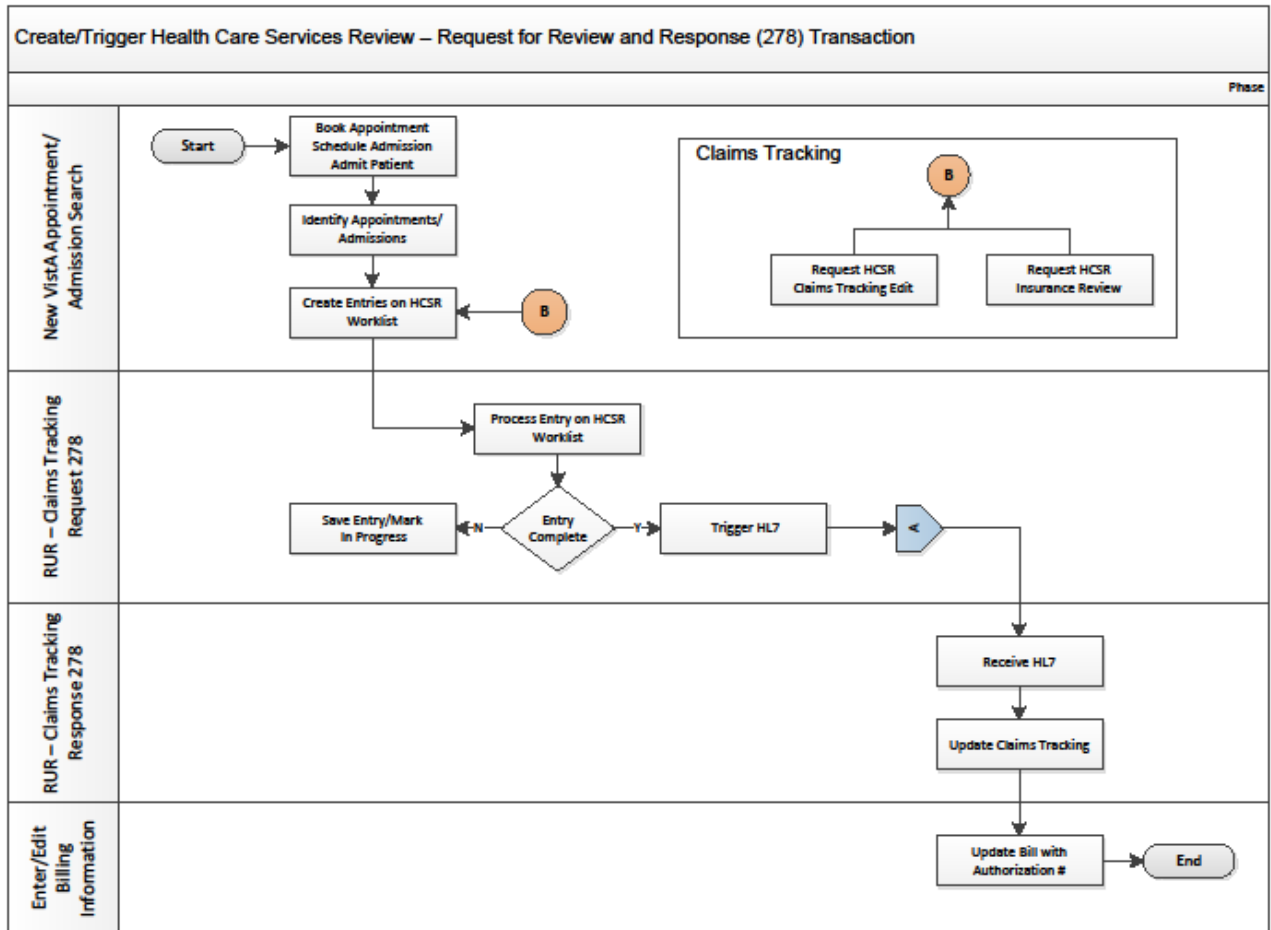 Create/Trigger Health Care Services Review – Request for Review and Response (278) Transaction
Phase
New VistA Appointment/
Admission Search
Start
Book Appointment
Schedule Admission
Admit Patient
Identify Appointments/
Admissions
Create Entries on HCSR
Worklist
B
Claims Tracking
B
Request HCSR
Claims Tracking Edit
Request HCSR
Insurance Review
RUR – Claims Tracking
Request 278
Process Entry on HCSR
Worklist
Entry
Complete
N
Save Entry/Mark
In Progress
Y
Trigger HL7
A
RUR – Claims Tracking
Response 278
Receive HL7
Update Claims Tracking
Enter/Edit
Billing
Information
Update Bill with
Authorization #
End